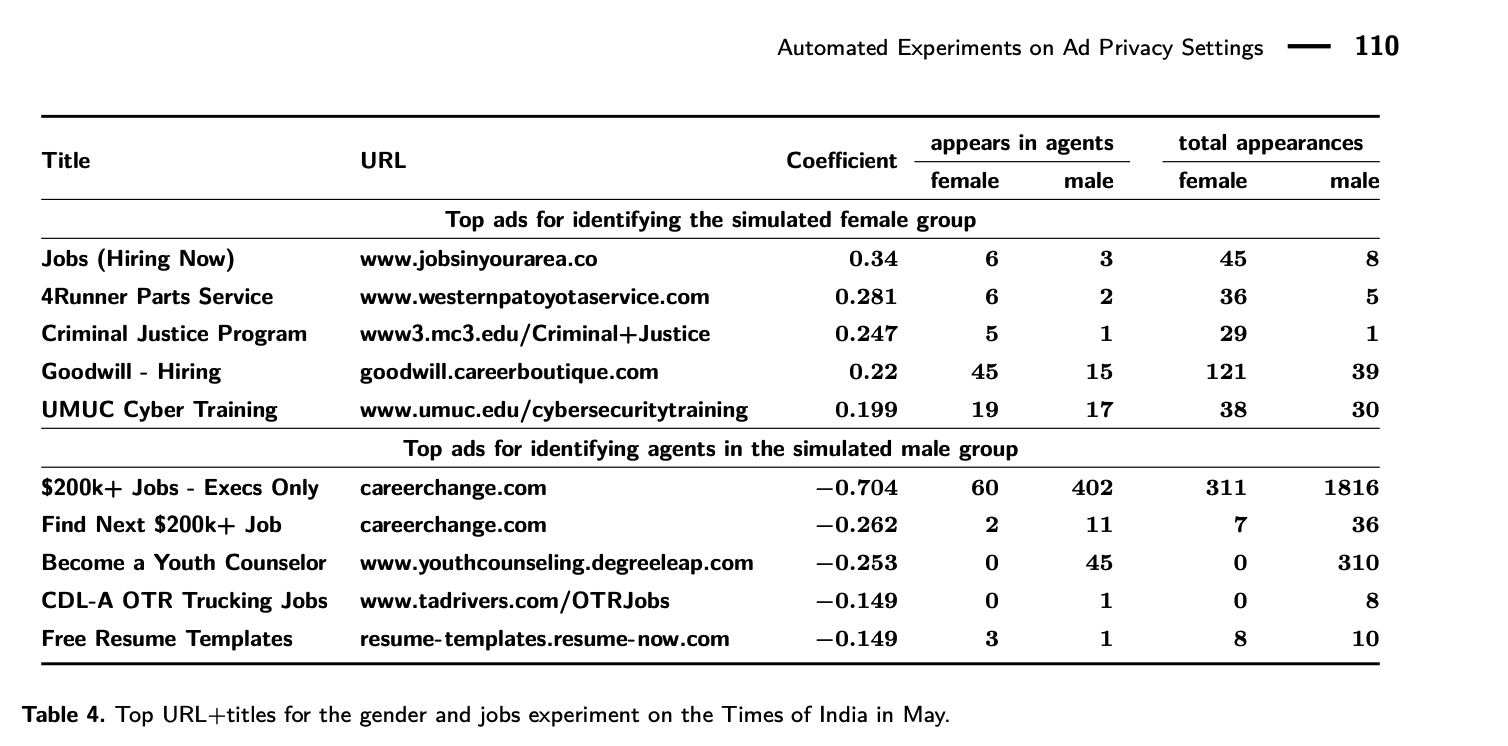 Automated Experiments on Ad Privacy Settings — 110
Title URL Coefficient appears in agents total appearances
female male female male
Top ads for identifying the simulated female group
Jobs (Hiring Now) www.jobsinyourarea.co 0.34 6 3 45 8
4Runner Parts Service www.westernpatoyotaservice.com 0.281 6 2 36 5
Criminal Justice Program www3.mc3.edu/Criminal+Justice 0.247 5 1 29 1
Goodwill - Hiring goodwill.careerboutique.com 0.22 45 15 121 39
UMUC Cyber Training www.umuc.edu/cybersecuritytraining 0.199 19 17 38 30
Top ads for identifying agents in the simulated male group
$200k+ Jobs - Execs Only careerchange.com −0.704 60 402 311 1816
Find Next $200k+ Job careerchange.com −0.262 2 11 7 36
Become a Youth Counselor www.youthcounseling.degreeleap.com −0.253 0 45 0 310
CDL-A OTR Trucking Jobs www.tadrivers.com/OTRJobs −0.149 0 1 0 8
Free Resume Templates resume-templates.resume-now.com −0.149 3 1 8 10
Table 4. Top URL+titles for the gender and jobs experiment on the Times of India in May.